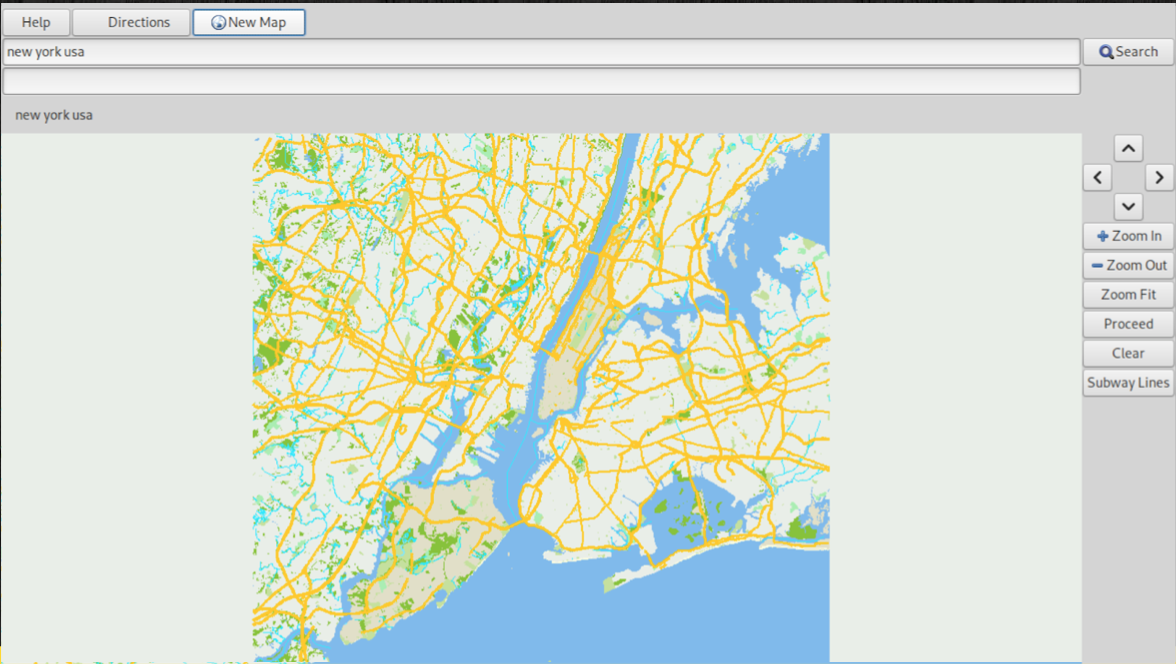 Help Directions New Map
new york usa Search
new york usa
Zoom In
Zoom Out
Zoom Fit
Proceed
Clear
Subway Lines